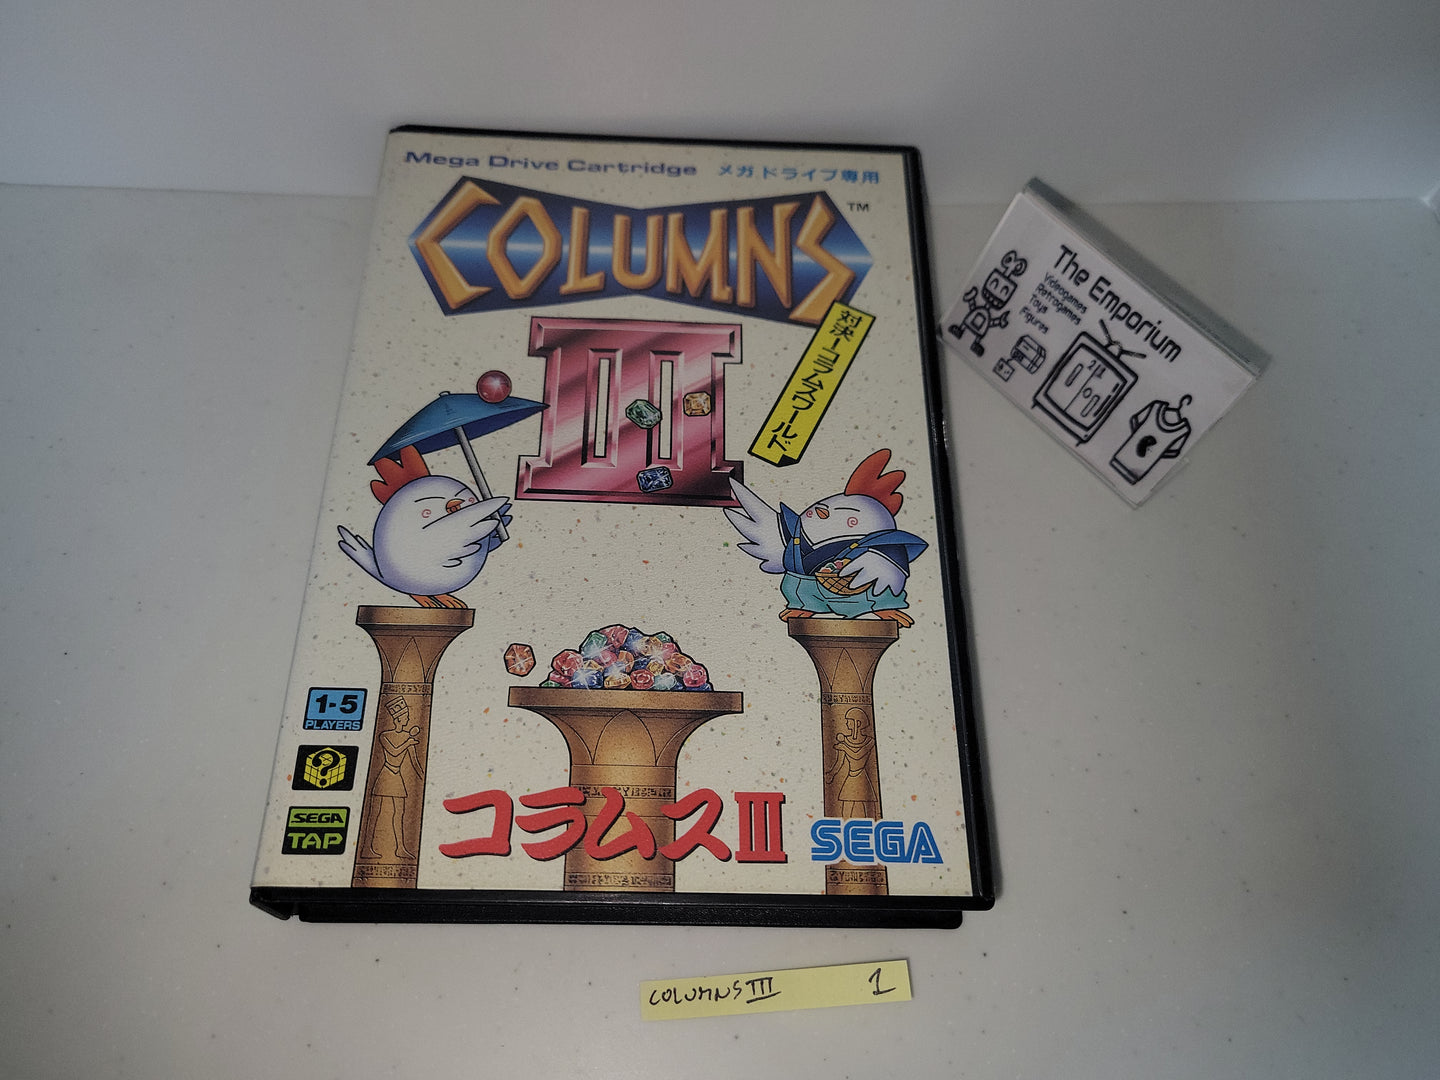 Mega Drive Cartridge メガドライブ専用
COLUMNS™
III
対決!コラムスワールド
1-5
PLAYERS
?
SEGA
TAP
コラムスIII
SEGA
The Emporium
Videogames
Retrogames
Toys
Figures
COLUMNS III 1